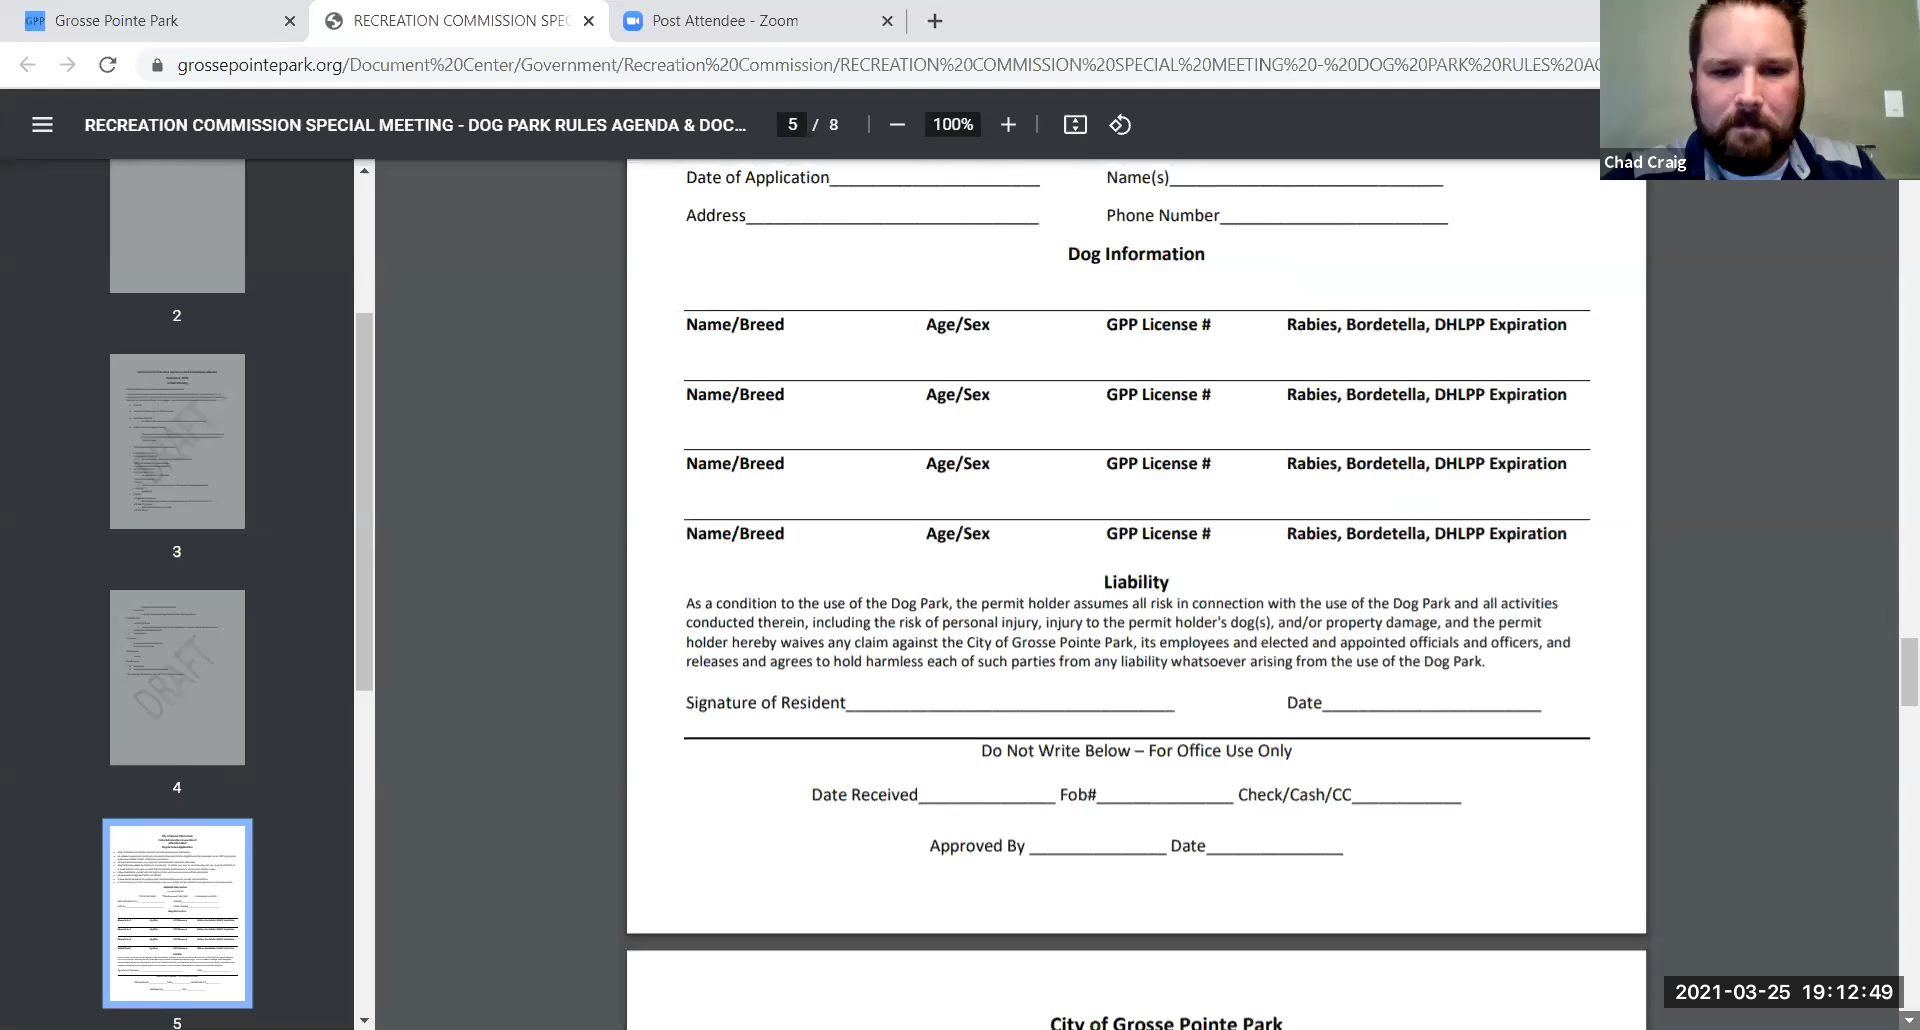 GPP Grosse Pointe Park
RECREATION COMMISSION SPEC
Post Attendee - Zoom
grossepointepark.org/Document%20Center/Government/Recreation%20Commission/RECREATION%20COMMISSION%20SPECIAL%20MEETING%20-%20DOG%20PARK%20RULES%20AG
RECREATION COMMISSION SPECIAL MEETING - DOG PARK RULES AGENDA & DOC... 5 / 8 100%
Chad Craig
2
3
4
5
DRAFT
DRAFT
Date of Application Name(s)
Address Phone Number
Dog Information
Name/Breed Age/Sex GPP License # Rabies, Bordetella, DHLPP Expiration
Name/Breed Age/Sex GPP License # Rabies, Bordetella, DHLPP Expiration
Name/Breed Age/Sex GPP License # Rabies, Bordetella, DHLPP Expiration
Name/Breed Age/Sex GPP License # Rabies, Bordetella, DHLPP Expiration
Liability
As a condition to the use of the Dog Park, the permit holder assumes all risk in connection with the use of the Dog Park and all activities
conducted therein, including the risk of personal injury, injury to the permit holder's dog(s), and/or property damage, and the permit
holder hereby waives any claim against the City of Grosse Pointe Park, its employees and elected and appointed officials and officers, and
releases and agrees to hold harmless each of such parties from any liability whatsoever arising from the use of the Dog Park.
Signature of Resident Date
Do Not Write Below – For Office Use Only
Date Received Fob# Check/Cash/CC
Approved By Date
City of Grosse Pointe Park
2021-03-25 19:12:49